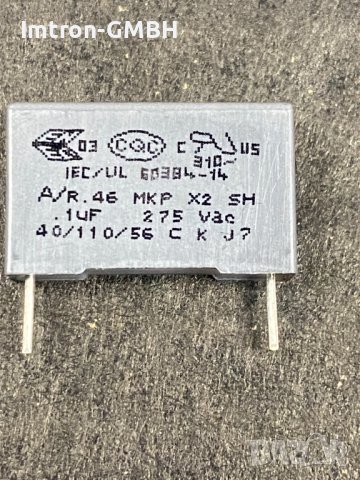 Imtron-GMBH
03 CQC C 310~ US
IEC/UL 60384-14
A/R.46 MKP X2 SH
.1uF 275 Vac
40/110/56 C K J7